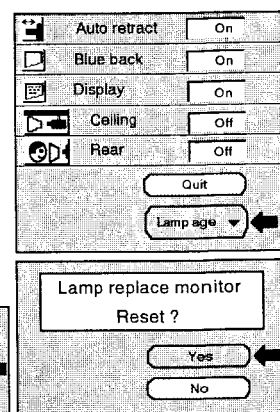 Auto retract On
Blue back On
Display On
Ceiling Off
Rear Off
Quit
Lamp age
Lamp replace monitor
Reset ?
Yes
No